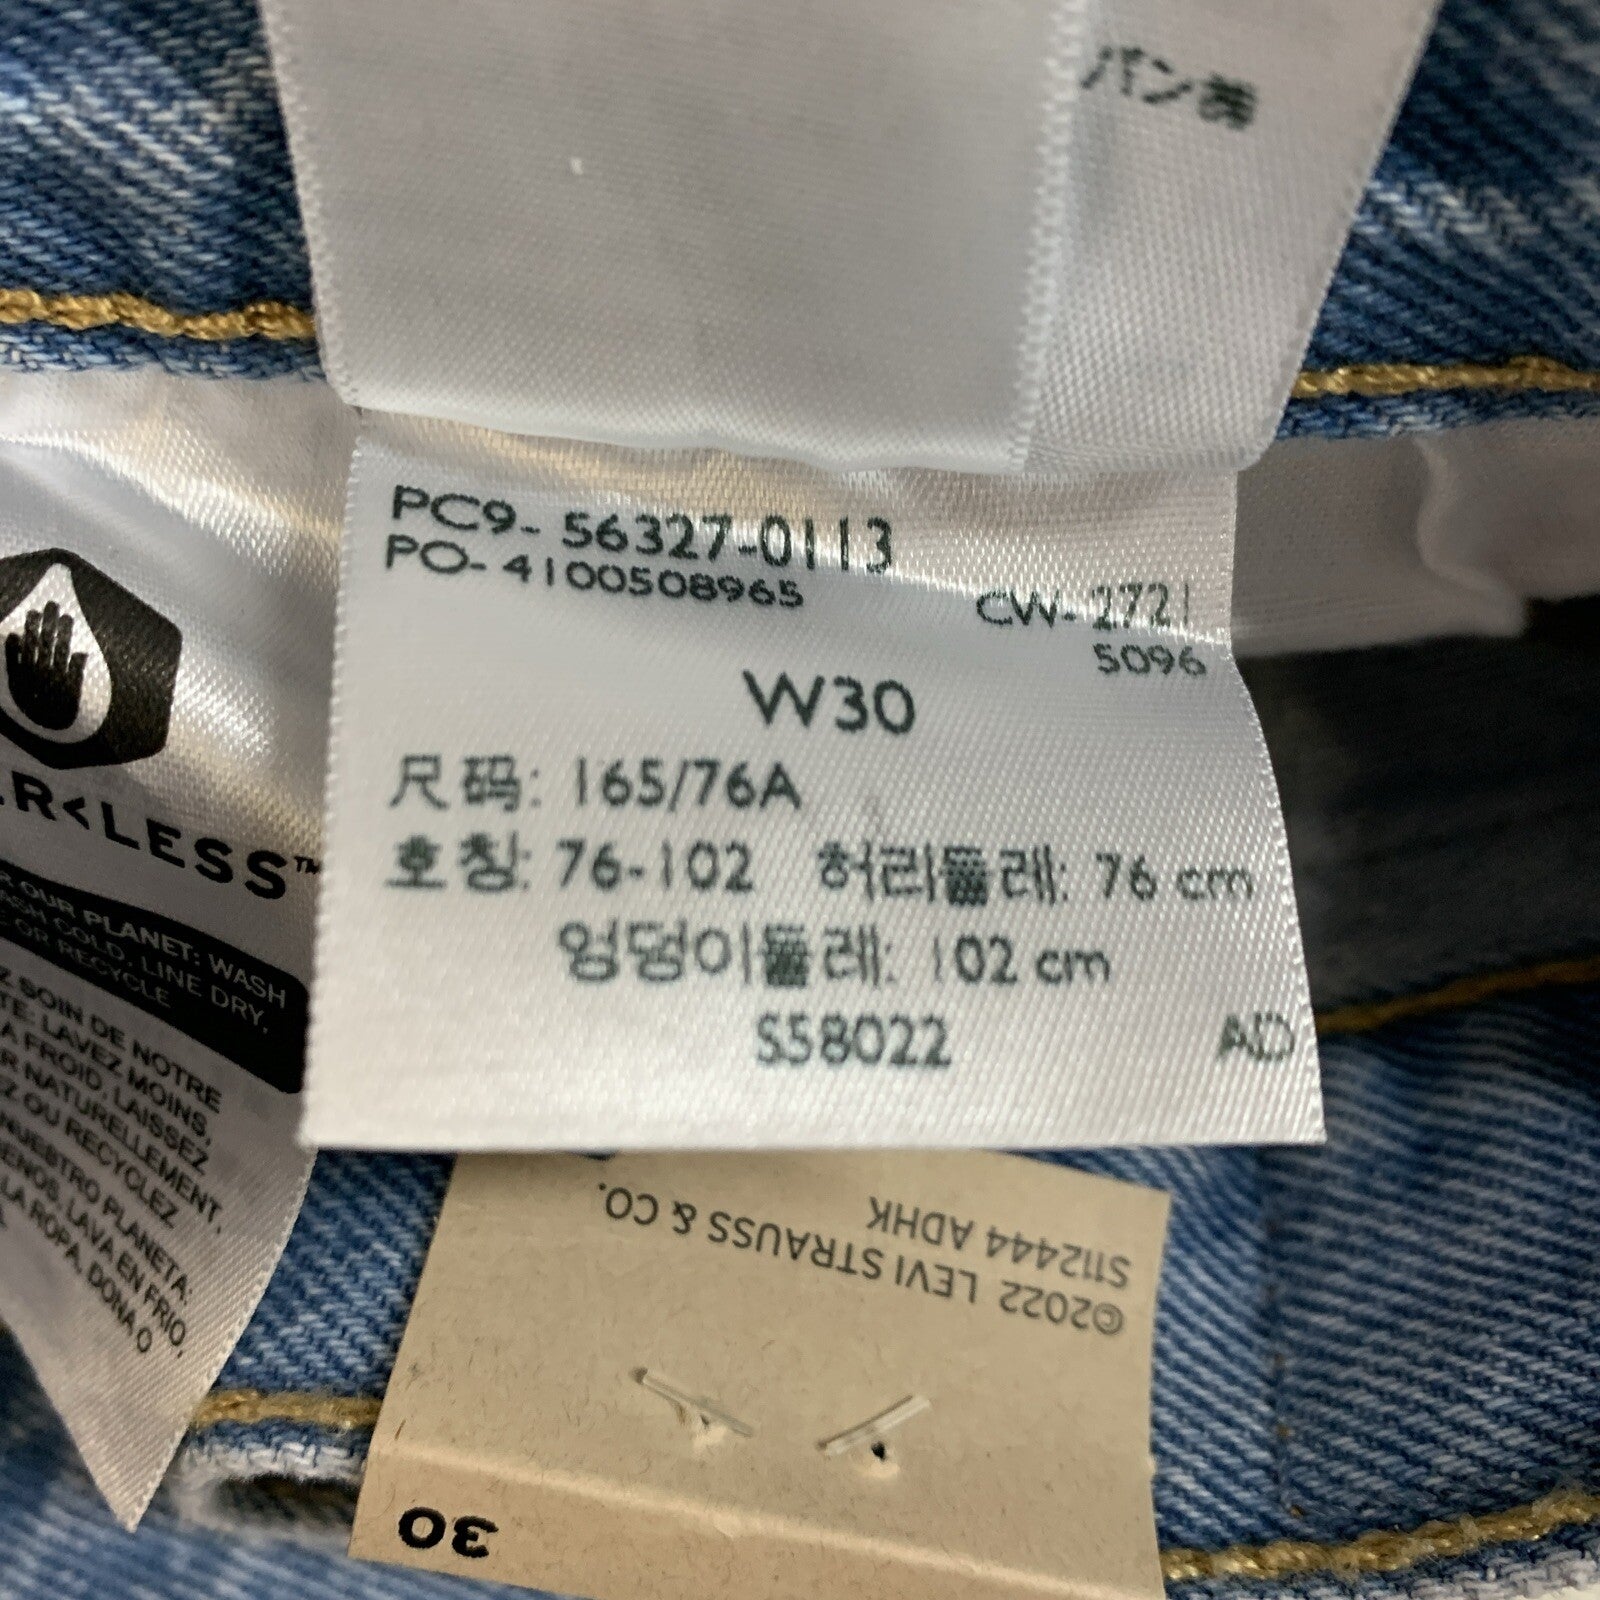 パン㈱
PC9- 56327-0113
PO- 4100508965
CW- 2721
5096
W30
尺码: 165/76A
호칭: 76-102 허리둘레: 76 cm
엉덩이둘레: 102 cm
S58022
AD
R<LESS™
OUR PLANET: WASH
WASH COLD, LINE DRY,
OR RECYCLE
SOIN DE NOTRE
LAVEZ MOINS,
A FROID, LAISSEZ
NATURELLEMENT,
OU RECYCLEZ
NUESTRO PLANETA:
MENOS, LAVA EN FRIO,
LA ROPA, DONA O
©2022 LEVI STRAUSS & CO.
S112444 ADHK
30